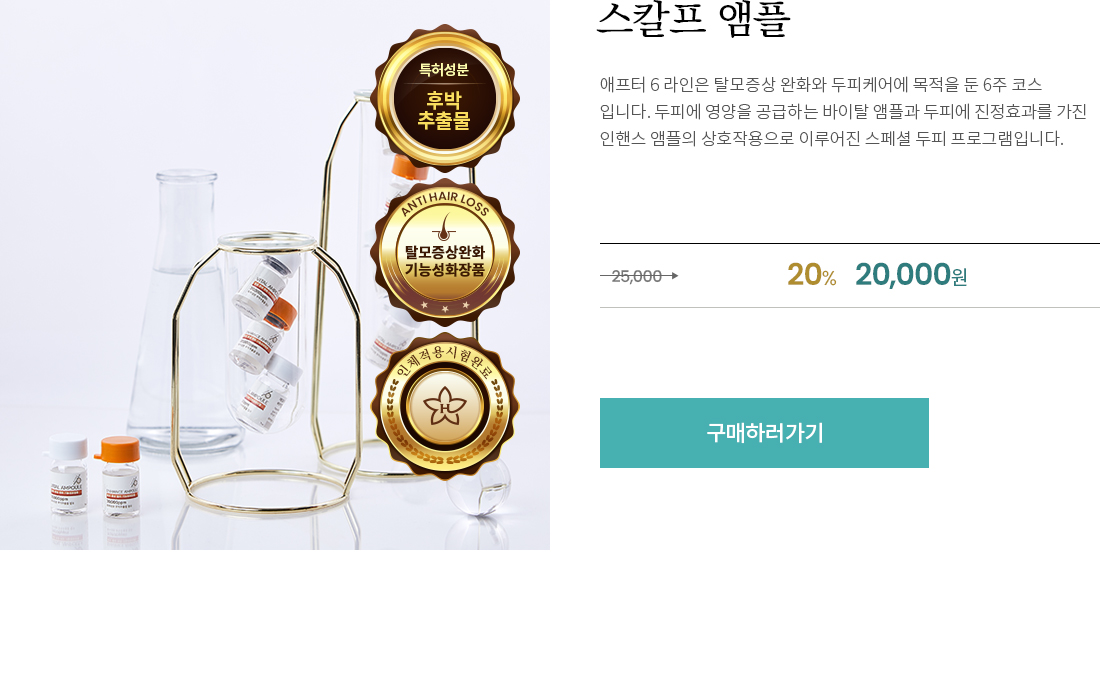 스칼프 앰플
애프터 6 라인은 탈모증상 완화와 두피케어에 목적을 둔 6주 코스
입니다. 두피에 영양을 공급하는 바이탈 앰플과 두피에 진정효과를 가진
인핸스 앰플의 상호작용으로 이루어진 스페셜 두피 프로그램입니다.
25,000
20% 20,000원
구매하러가기
특허성분
후박
추출물
ANTI HAIR LOSS
탈모증상완화
기능성화장품
인체적용시험완료
H